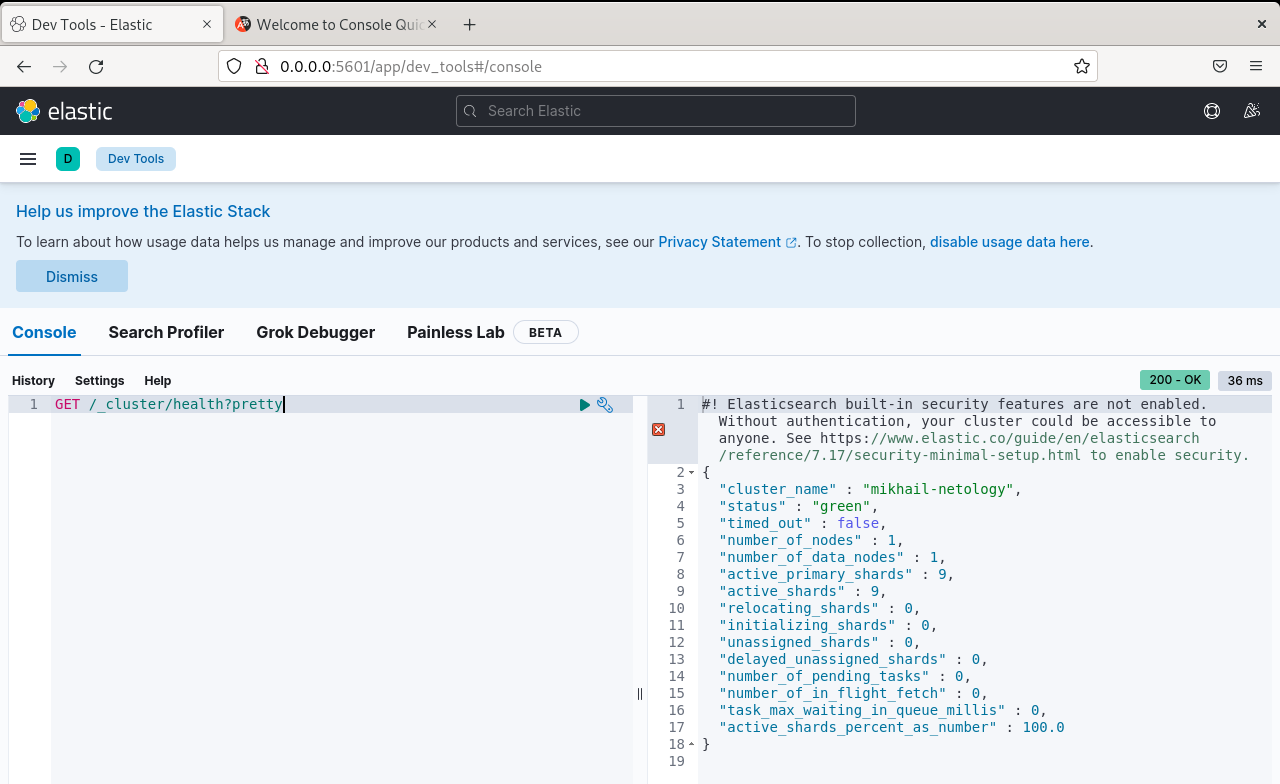 Dev Tools - Elastic
Welcome to Console Quic
0.0.0.0:5601/app/dev_tools#/console
elastic
Search Elastic
D
Dev Tools
Help us improve the Elastic Stack
To learn about how usage data helps us manage and improve our products and services, see our Privacy Statement. To stop collection, disable usage data here.
Dismiss
Console Search Profiler Grok Debugger Painless Lab BETA
History Settings Help
200 - OK 36 ms
1 GET /_cluster/health?pretty
1 #! Elasticsearch built-in security features are not enabled.
Without authentication, your cluster could be accessible to
anyone. See https://www.elastic.co/guide/en/elasticsearch
/reference/7.17/security-minimal-setup.html to enable security.
2 {
3 "cluster_name" : "mikhail-netology",
4 "status" : "green",
5 "timed_out" : false,
6 "number_of_nodes" : 1,
7 "number_of_data_nodes" : 1,
8 "active_primary_shards" : 9,
9 "active_shards" : 9,
10 "relocating_shards" : 0,
11 "initializing_shards" : 0,
12 "unassigned_shards" : 0,
13 "delayed_unassigned_shards" : 0,
14 "number_of_pending_tasks" : 0,
15 "number_of_in_flight_fetch" : 0,
16 "task_max_waiting_in_queue_millis" : 0,
17 "active_shards_percent_as_number" : 100.0
18 }
19